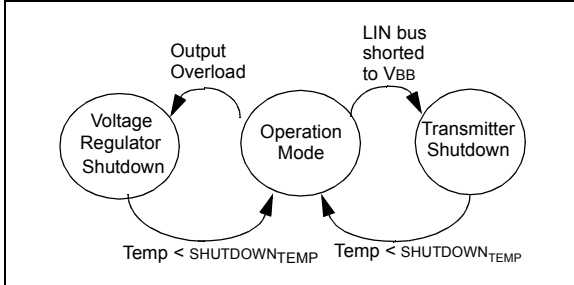 Output
Overload
LIN bus
shorted
to VBB
Voltage
Regulator
Shutdown
Operation
Mode
Transmitter
Shutdown
Temp < SHUTDOWNTEMP
Temp < SHUTDOWNTEMP